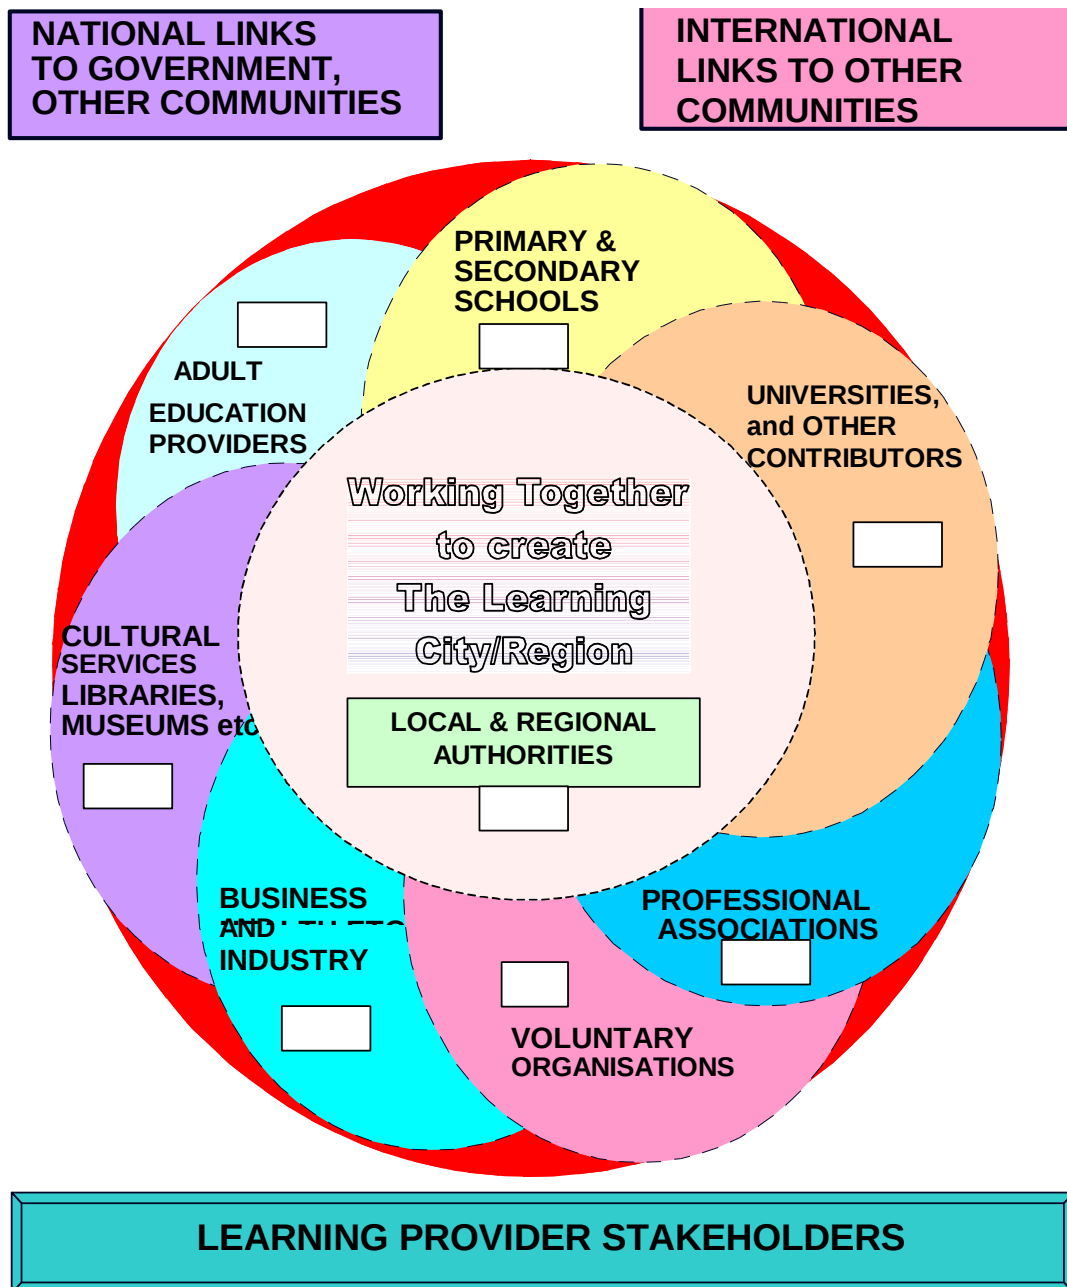 NATIONAL LINKS
TO GOVERNMENT,
OTHER COMMUNITIES
INTERNATIONAL
LINKS TO OTHER
COMMUNITIES
PRIMARY &
SECONDARY
SCHOOLS
ADULT
EDUCATION
PROVIDERS
UNIVERSITIES,
and OTHER
CONTRIBUTORS
Working Together
to create
The Learning
City/Region
LOCAL & REGIONAL
AUTHORITIES
CULTURAL
SERVICES
LIBRARIES,
MUSEUMS etc
BUSINESS
AND
INDUSTRY
PROFESSIONAL
ASSOCIATIONS
VOLUNTARY
ORGANISATIONS
LEARNING PROVIDER STAKEHOLDERS